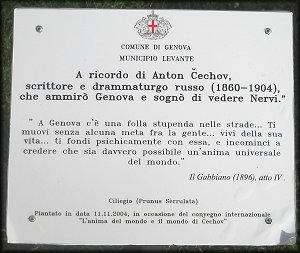 COMUNE DI GENOVA
MUNICIPIO LEVANTE
A ricordo di Anton Čechov,
scrittore e drammaturgo russo (1860-1904),
che ammirò Genova e sognò di vedere Nervi."
" A Genova c'è una folla stupenda nelle strade... Ti
muovi senza alcuna meta fra la gente... vivi della sua
vita... ti fondi psichicamente con essa, e incominci a
credere che sia davvero possibile un'anima universale
del mondo."
Il Gabbiano (1896), atto IV.
Ciliegio (Prunus Serrulata)
Piantato in data 11.11.2004, in occasione del convegno internazionale
"L'anima del mondo e il mondo di Cechov"